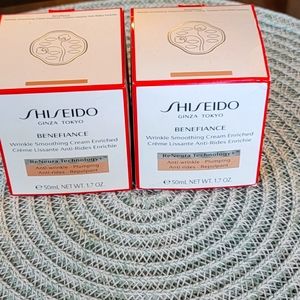 SHISEIDO
GINZA TOKYO
BENEFIANCE
Wrinkle Smoothing Cream Enriched
Crème Lissante Anti-Rides Enrichie
ReNeura Technology+
Anti-wrinkle - Plumping
Anti-rides - Repulpant
℮ 50mL NET WT. 1.7 OZ.
SHISEIDO
GINZA TOKYO
BENEFIANCE
Wrinkle Smoothing Cream Enriched
Crème Lissante Anti-Rides Enrichie
ReNeura Technology+
Anti-wrinkle - Plumping
Anti-rides - Repulpant
℮ 50mL NET WT. 1.7 OZ.